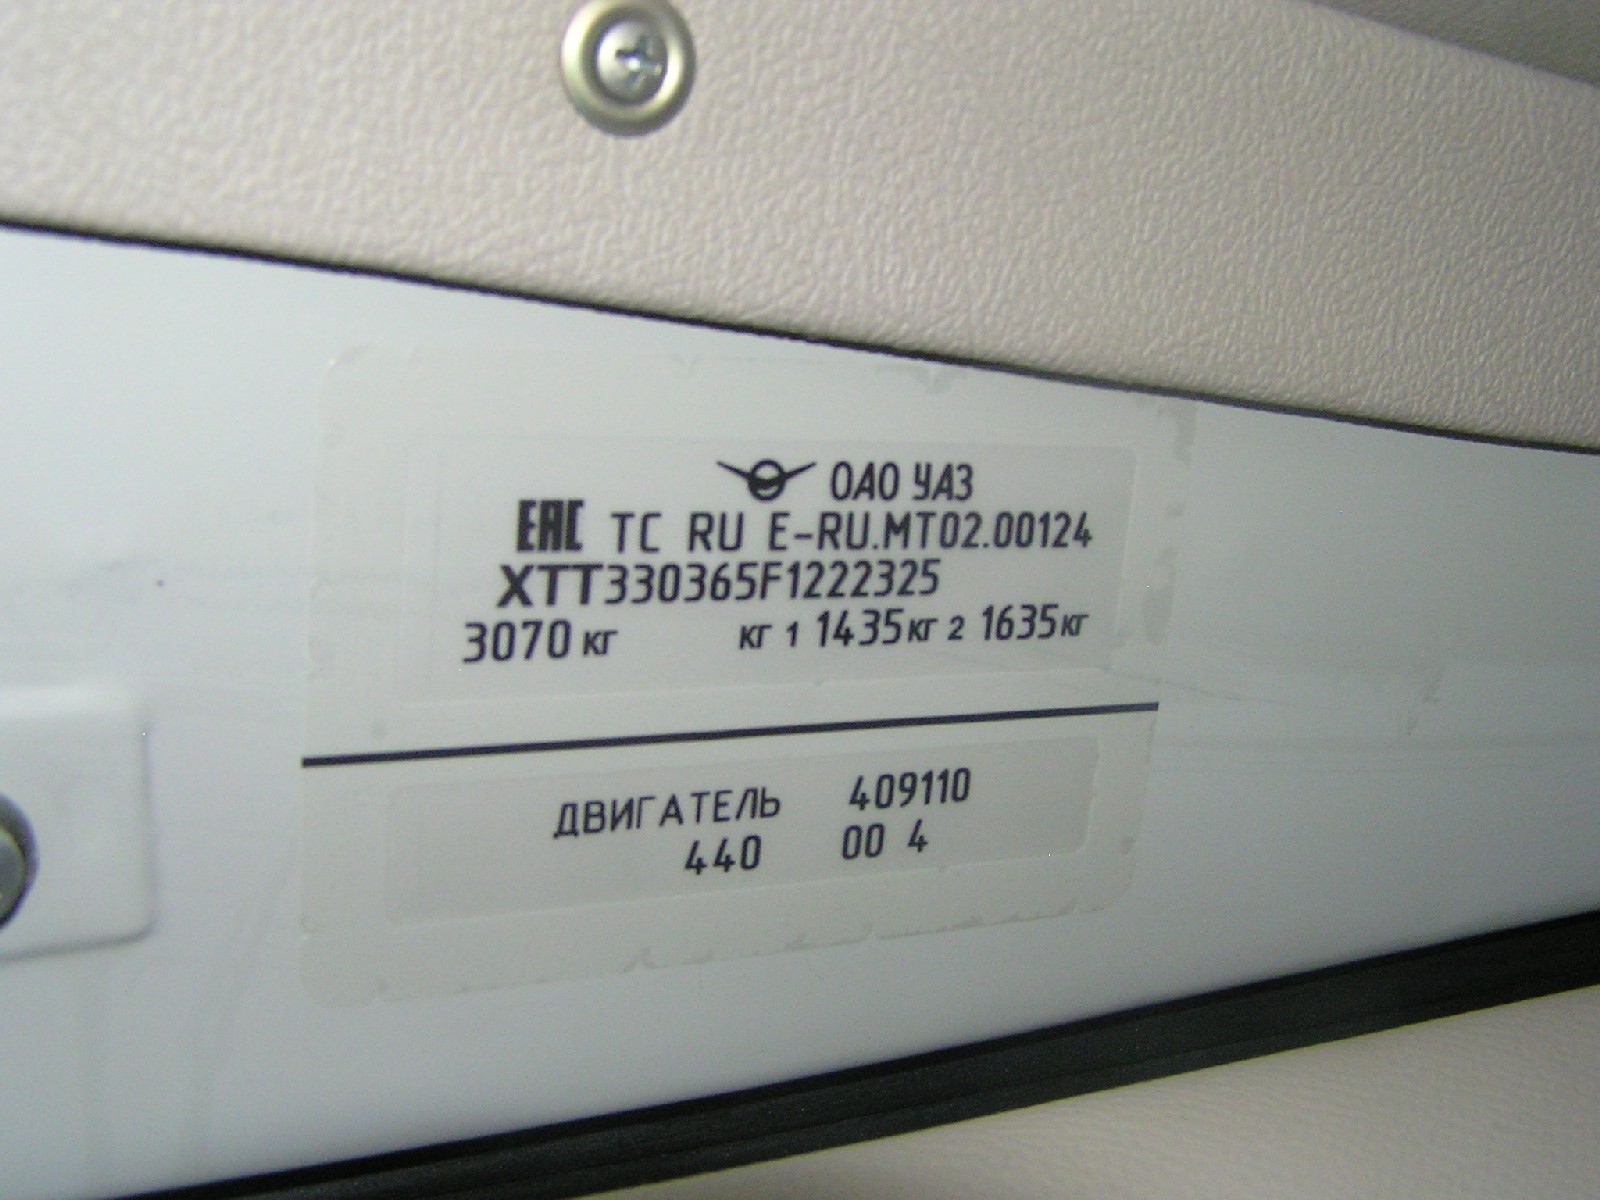 ОАО УАЗ
EAC ТС RU E-RU.MT02.00124
XTT330365F1222325
3070 кг кг 1 1435 кг 2 1635 кг
ДВИГАТЕЛЬ 409110
440 00 4